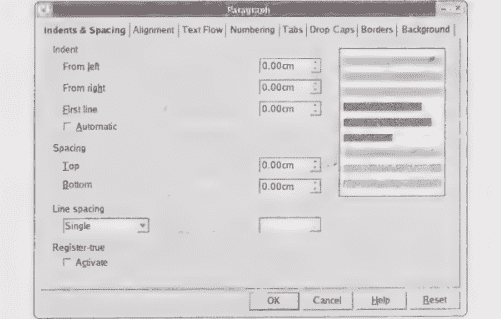 Paragraph
Indents & Spacing Alignment Text Flow Numbering Tabs Drop Caps Borders Background
Indent
From left 0.00cm
From right 0.00cm
First line 0.00cm
Automatic
Spacing
Top 0.00cm
Bottom 0.00cm
Line spacing
Single
Register-true
Activate
OK Cancel Help Reset